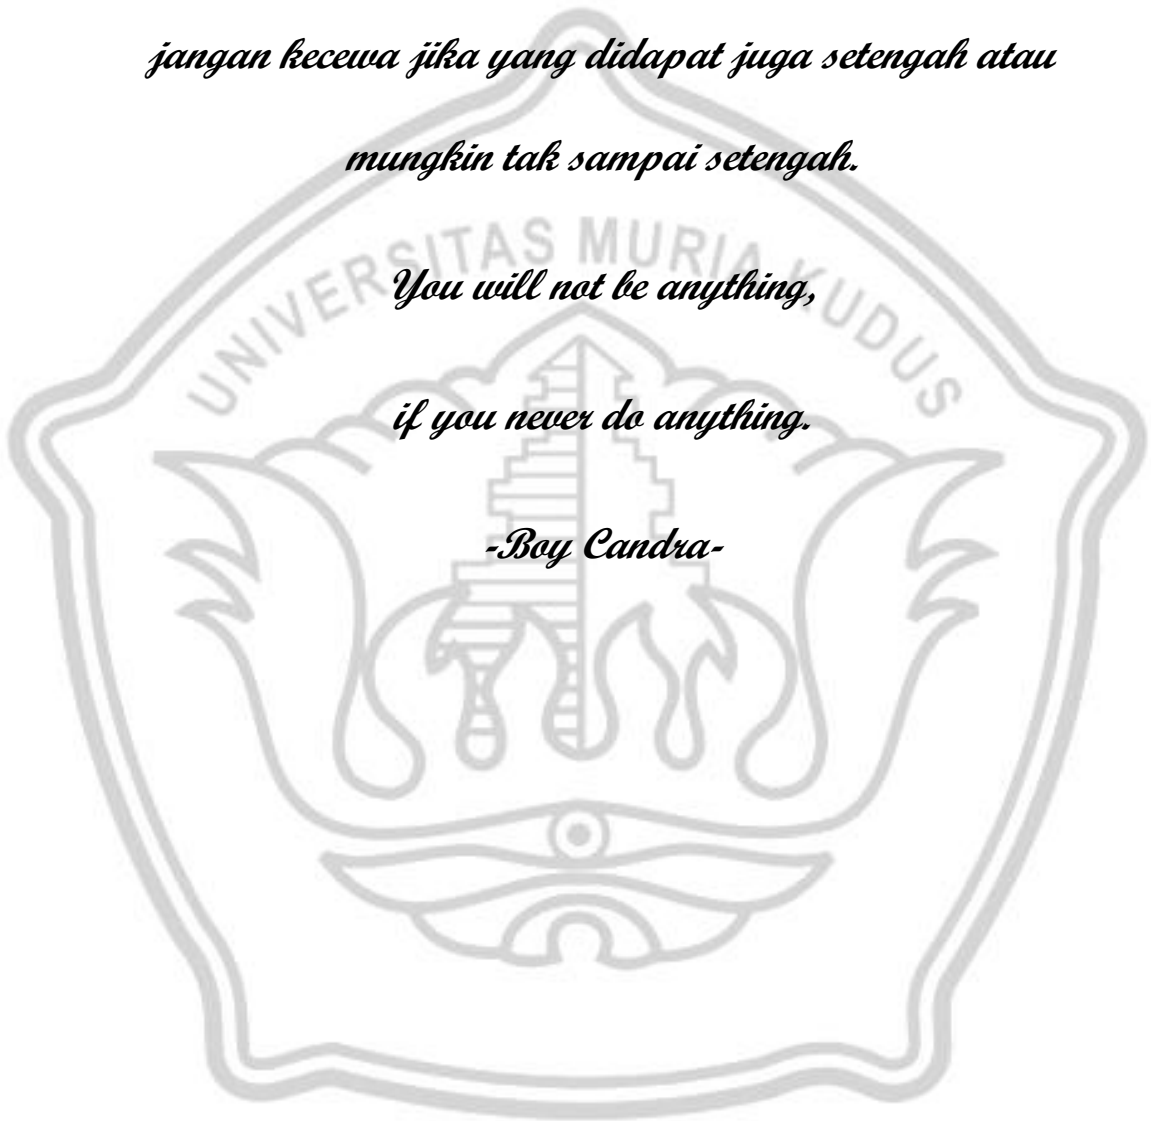 jangan kecewa jika yang didapat juga setengah atau
mungkin tak sampai setengah.
UNIVERSITAS MURIA KUDUS
You will not be anything,
if you never do anything.
-Boy Candra-